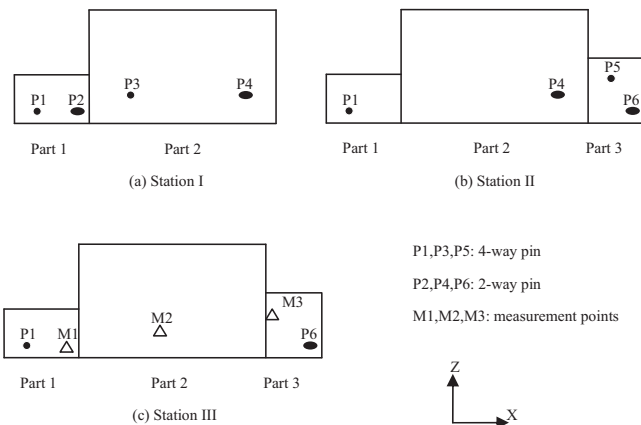 P1 P2 P3 P4
Part 1 Part 2
(a) Station I
P1 P4 P5 P6
Part 1 Part 2 Part 3
(b) Station II
P1 M1 M2 M3 P6
Part 1 Part 2 Part 3
(c) Station III
P1,P3,P5: 4-way pin
P2,P4,P6: 2-way pin
M1,M2,M3: measurement points
Z
X